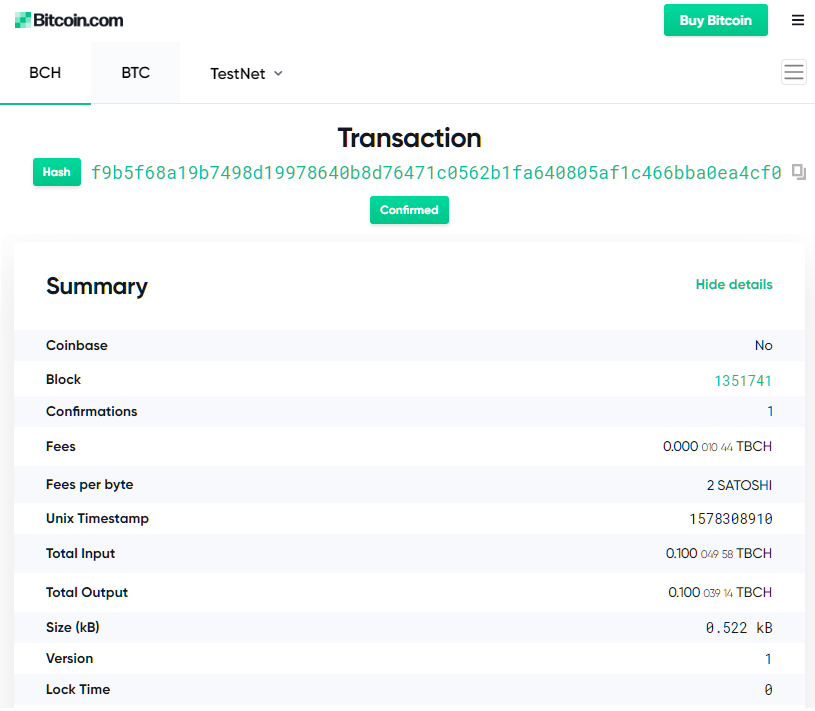 Bitcoin.com
Buy Bitcoin
BCH BTC TestNet
Transaction
Hash f9b5f68a19b7498d19978640b8d76471c0562b1fa640805af1c466bba0ea4cf0
Confirmed
Summary Hide details
Coinbase No
Block 1351741
Confirmations 1
Fees 0.000 010 44 TBCH
Fees per byte 2 SATOSHI
Unix Timestamp 1578308910
Total Input 0.100 049 58 TBCH
Total Output 0.100 039 14 TBCH
Size (kB) 0.522 kB
Version 1
Lock Time 0